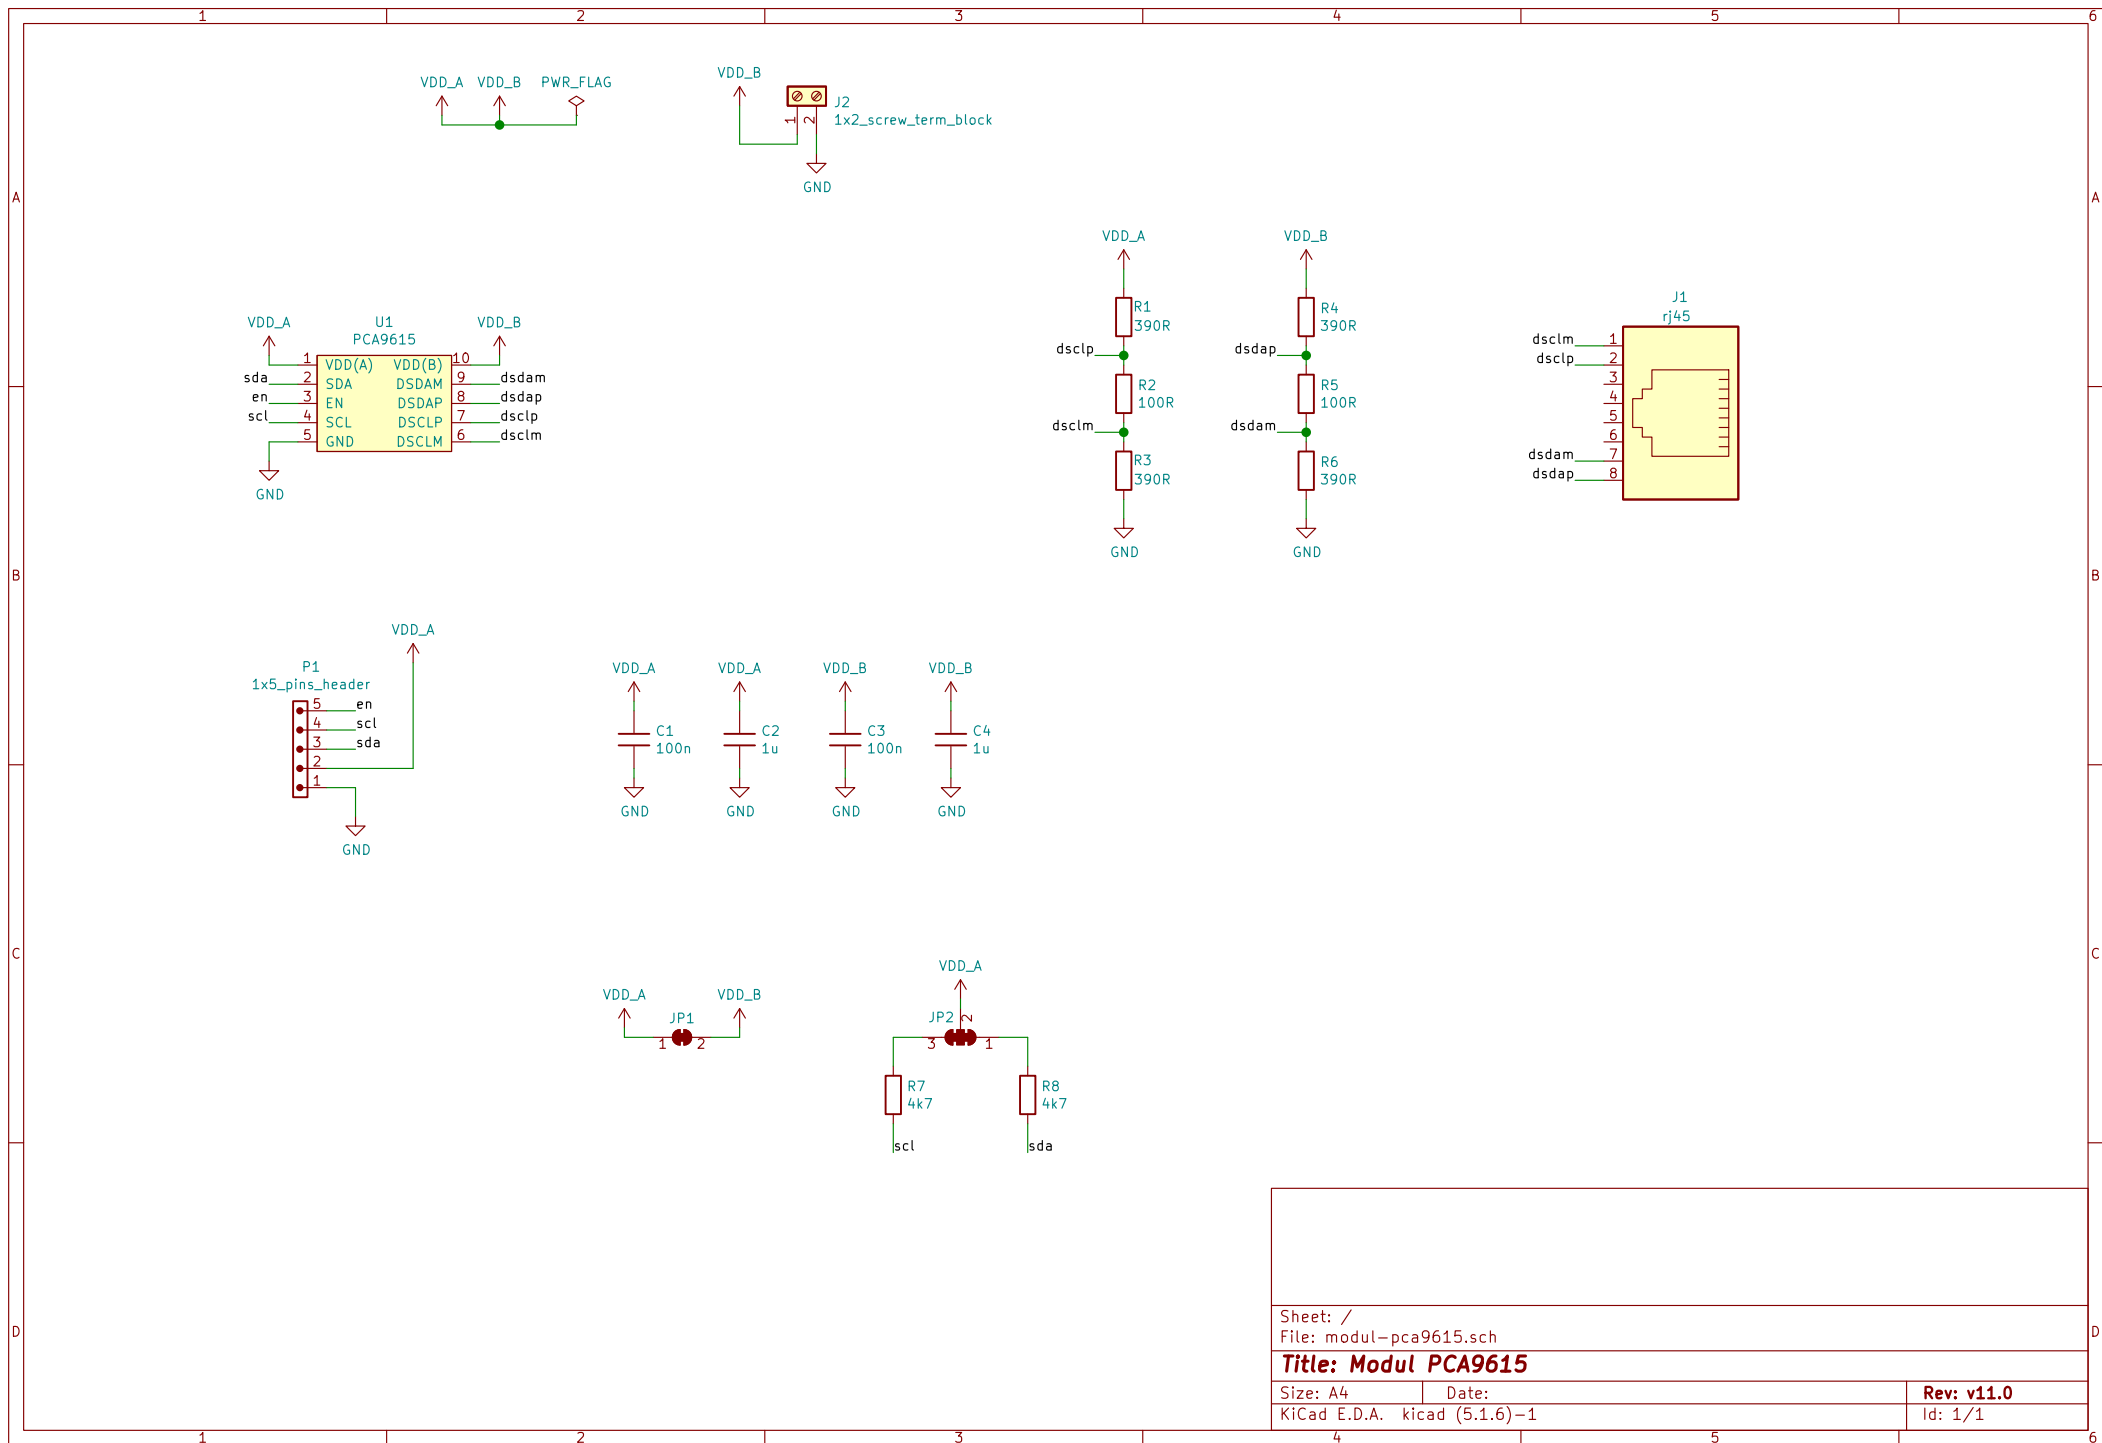 1 2 3 4 5 6
VDD_A VDD_B PWR_FLAG
VDD_B
J2
1x2_screw_term_block
1 2
GND
A A
VDD_A VDD_B
R1
390R
R4
390R
dsclp dsdap
R2
100R
R5
100R
dsclm dsdam
R3
390R
R6
390R
GND GND
J1
rj45
dsclm 1
dsclp 2
3
4
5
6
dsdam 7
dsdap 8
VDD_A U1 VDD_B
PCA9615
1 VDD(A) VDD(B) 10
sda 2 SDA DSDAM 9 dsdam
en 3 EN DSDAP 8 dsdap
scl 4 SCL DSCLP 7 dsclp
5 GND DSCLM 6 dsclm
GND
B B
VDD_A
P1
1x5_pins_header
5 en
4 scl
3 sda
2
1
GND
VDD_A VDD_A VDD_B VDD_B
C1 C2 C3 C4
100n 1u 100n 1u
GND GND GND GND
C C
VDD_A VDD_B
JP1
1 2
VDD_A
JP2 2
3 1
R7 R8
4k7 4k7
scl sda
D D
Sheet: /
File: modul-pca9615.sch
Title: Modul PCA9615
Size: A4 Date: Rev: v11.0
KiCad E.D.A. kicad (5.1.6)-1 Id: 1/1
1 2 3 4 5 6